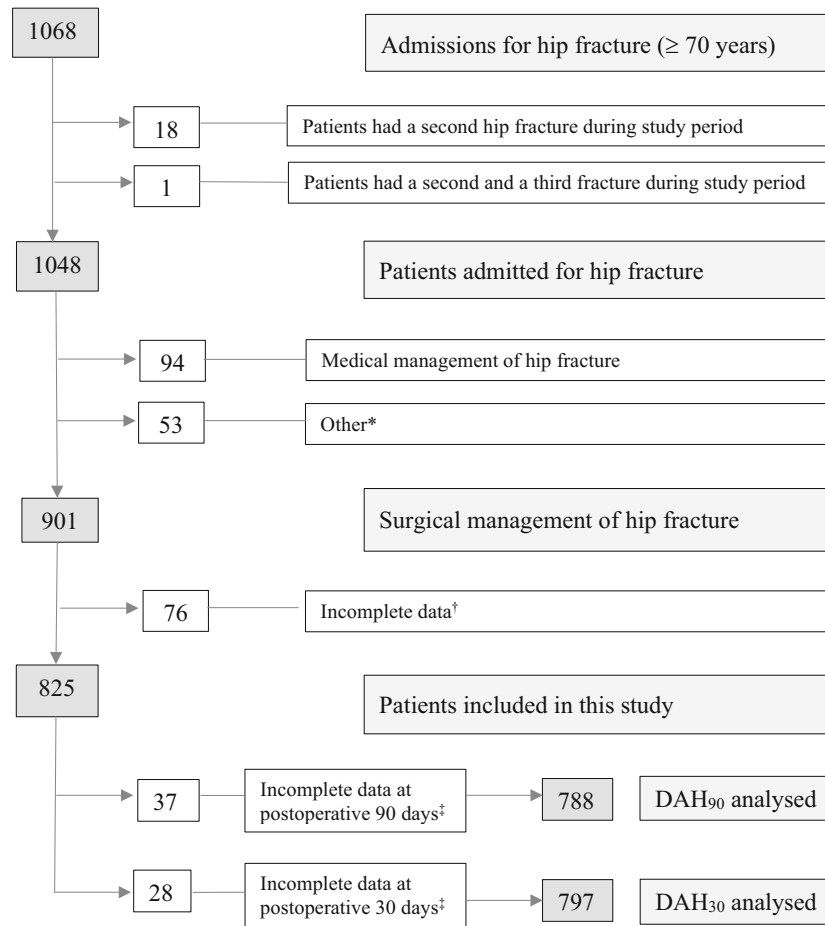 1068
Admissions for hip fracture (≥ 70 years)
18
Patients had a second hip fracture during study period
1
Patients had a second and a third fracture during study period
1048
Patients admitted for hip fracture
94
Medical management of hip fracture
53
Other*
901
Surgical management of hip fracture
76
Incomplete data†
825
Patients included in this study
37
Incomplete data at
postoperative 90 days‡
788
DAH90 analysed
28
Incomplete data at
postoperative 30 days‡
797
DAH30 analysed